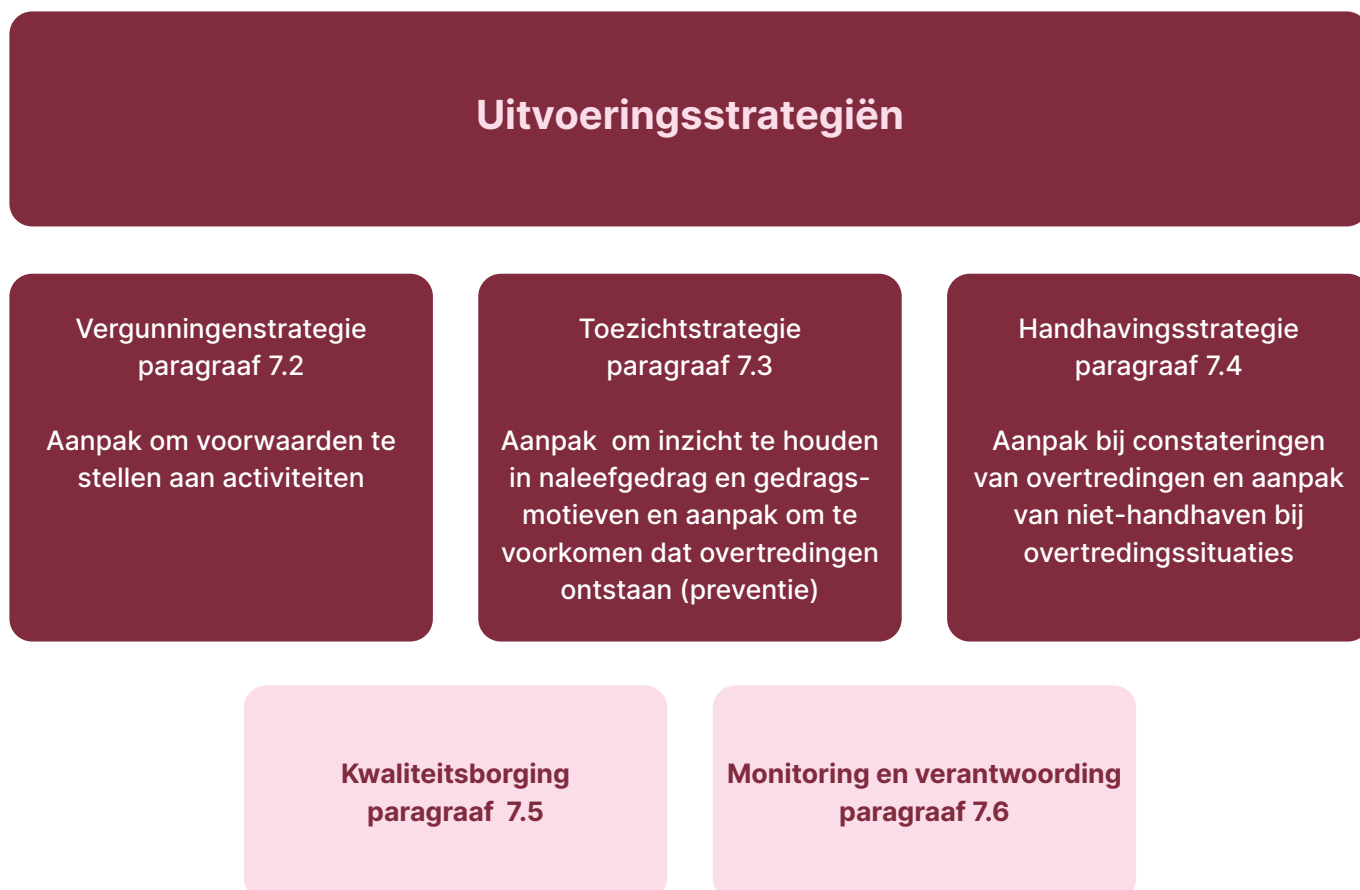 Uitvoeringsstrategiën
Vergunningenstrategie
paragraaf 7.2
Aanpak om voorwaarden te
stellen aan activiteiten
Toezichtstrategie
paragraaf 7.3
Aanpak  om inzicht te houden
in naleefgedrag en gedrags-
motieven en aanpak om te
voorkomen dat overtredingen
ontstaan (preventie)
Handhavingsstrategie
paragraaf 7.4
Aanpak bij constateringen
van overtredingen en aanpak
van niet-handhaven bij
overtredingssituaties
Kwaliteitsborging
paragraaf  7.5
Monitoring en verantwoording
paragraaf 7.6